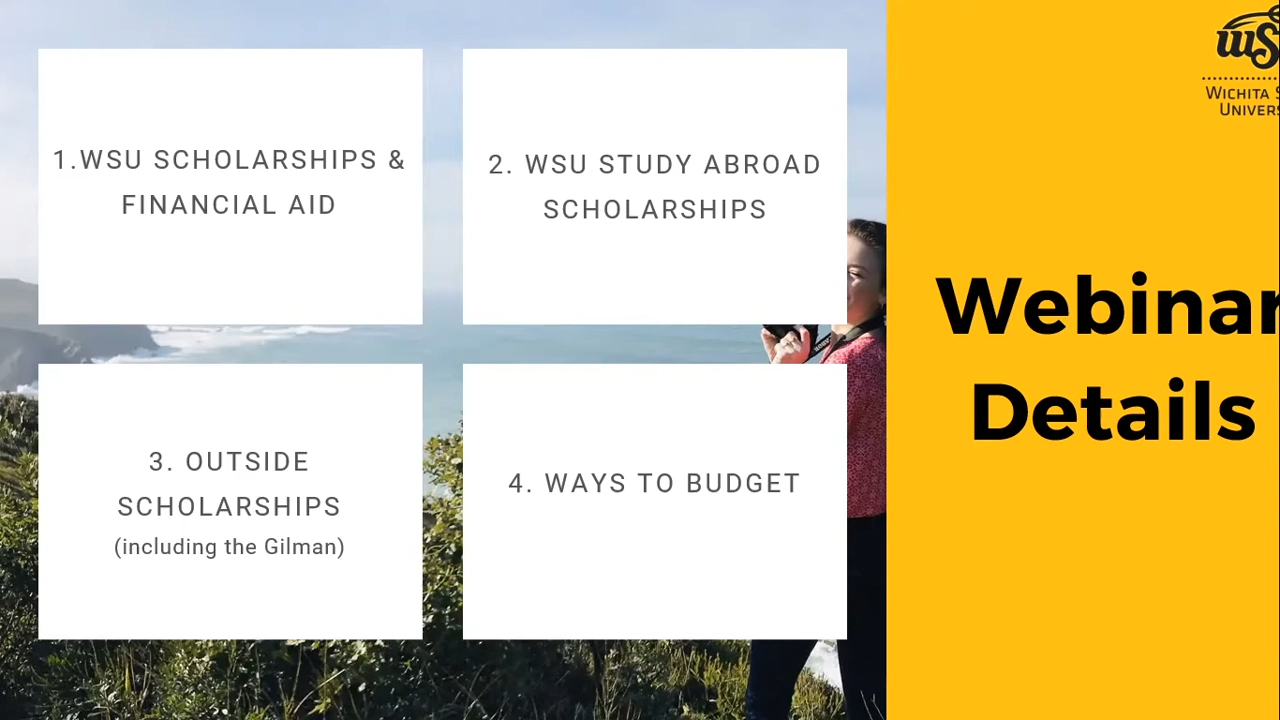 1.WSU SCHOLARSHIPS &
FINANCIAL AID
2. WSU STUDY ABROAD
SCHOLARSHIPS
3. OUTSIDE
SCHOLARSHIPS
(including the Gilman)
4. WAYS TO BUDGET
WICHITA
Webinar
Details